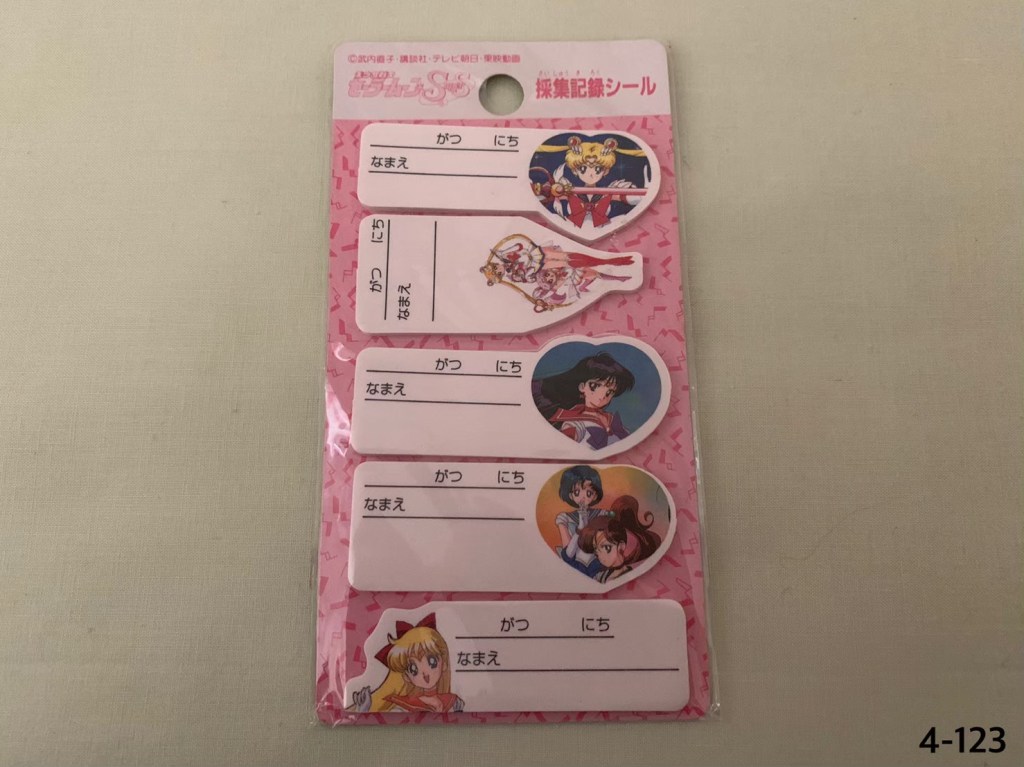 ©武内直子・講談社・テレビ朝日・東映動画
美少女戦士
セーラームーンSuperS
さいしゅう き ろく
採集記録シール
がつ にち
なまえ
がつ にち
なまえ
がつ にち
なまえ
がつ にち
なまえ
がつ にち
なまえ
4-123